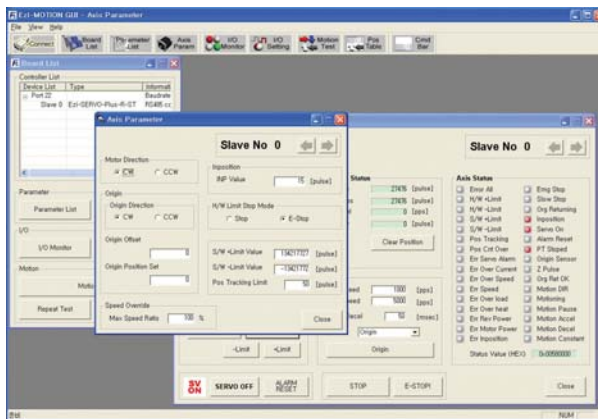 Ezi-MOTION GUI - Axis Parameter
File View Help
Connect Board List Parameter List Axis Param I/O Monitor I/O Setting Motion Test Pos Table Cmd Bar
Board List
Controller List
Device List Type Informat
Port 22 Baudrate
Slave 0 Ezi-SERVO-Plus-R-ST RS485 cc
Parameter
Parameter List
I/O
I/O Monitor
Motion
Repeat Test
Axis Parameter
Slave No 0
Motor Direction
CW CCW
Origin
Origin Direction
CW CCW
Origin Offset
0
Origin Position Set
0
Speed Override
Max Speed Ratio 100 %
Inposition
INP Value 15 [pulse]
H/W Limit Stop Mode
Stop E-Stop
S/W +Limit Value [pulse]
S/W -Limit Value [pulse]
Pos Tracking Limit 50 [pulse]
Close
Slave No 0
Status
27476 [pulse]
27476 [pulse]
0 [pps]
0 [pulse]
Clear Position
1000 [pps]
5000 [pps]
50 [msec]
Origin
Origin
-Limit +Limit
Axis Status
Error All
H/W +Limit
H/W -Limit
S/W +Limit
S/W -Limit
Pos Tracking
Pos Cnt Over
Err Servo Alarm
Err Over Current
Err Over Speed
Err Speed
Err Over load
Err Over heat
Err Rev Power
Err Motor Power
Err Inposition
Emg Stop
Slow Stop
Org Returning
Inposition
Servo On
Alarm Reset
PT Stoped
Origin Sensor
Z Pulse
Org Ret OK
Motion DIR
Motioning
Motion Pause
Motion Accel
Motion Decel
Motion Constant
Status Value (HEX)
SV ON SERVO OFF ALARM RESET STOP E-STOP! Close
NUM